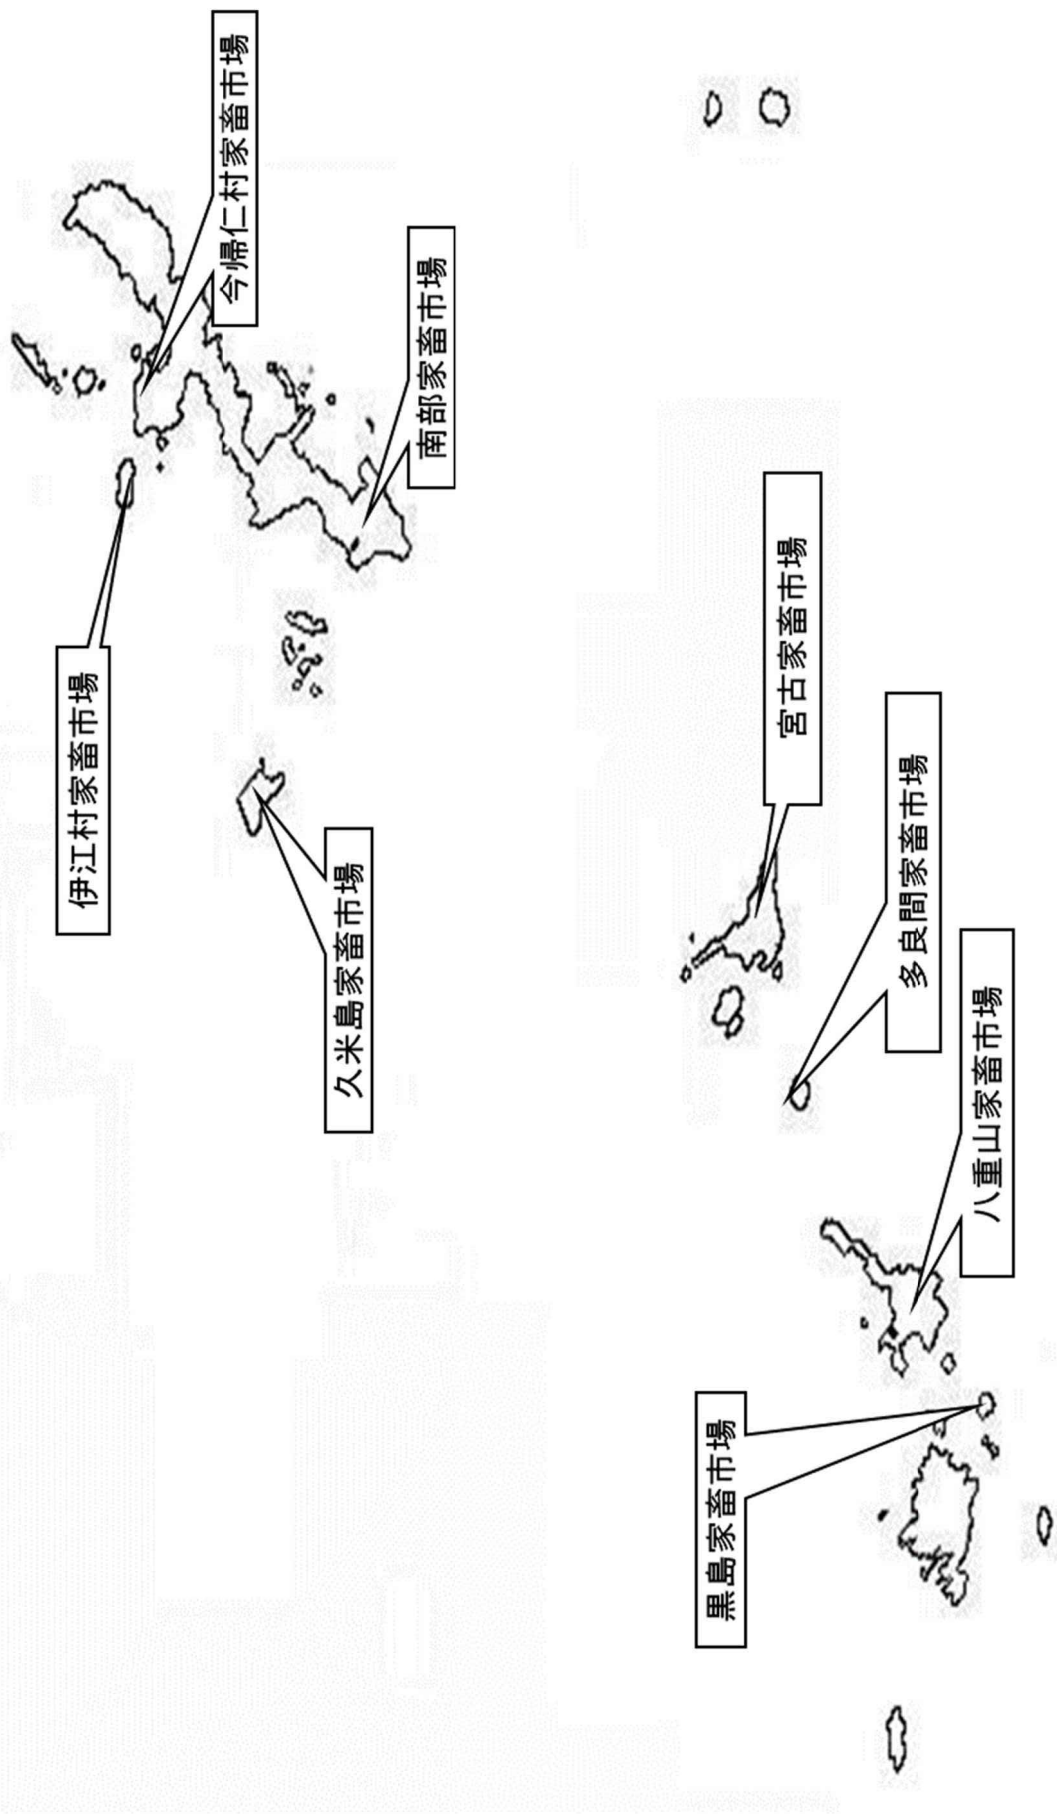 今帰仁村家畜市場
南部家畜市場
伊江村家畜市場
久米島家畜市場
宮古家畜市場
多良間家畜市場
八重山家畜市場
黒島家畜市場